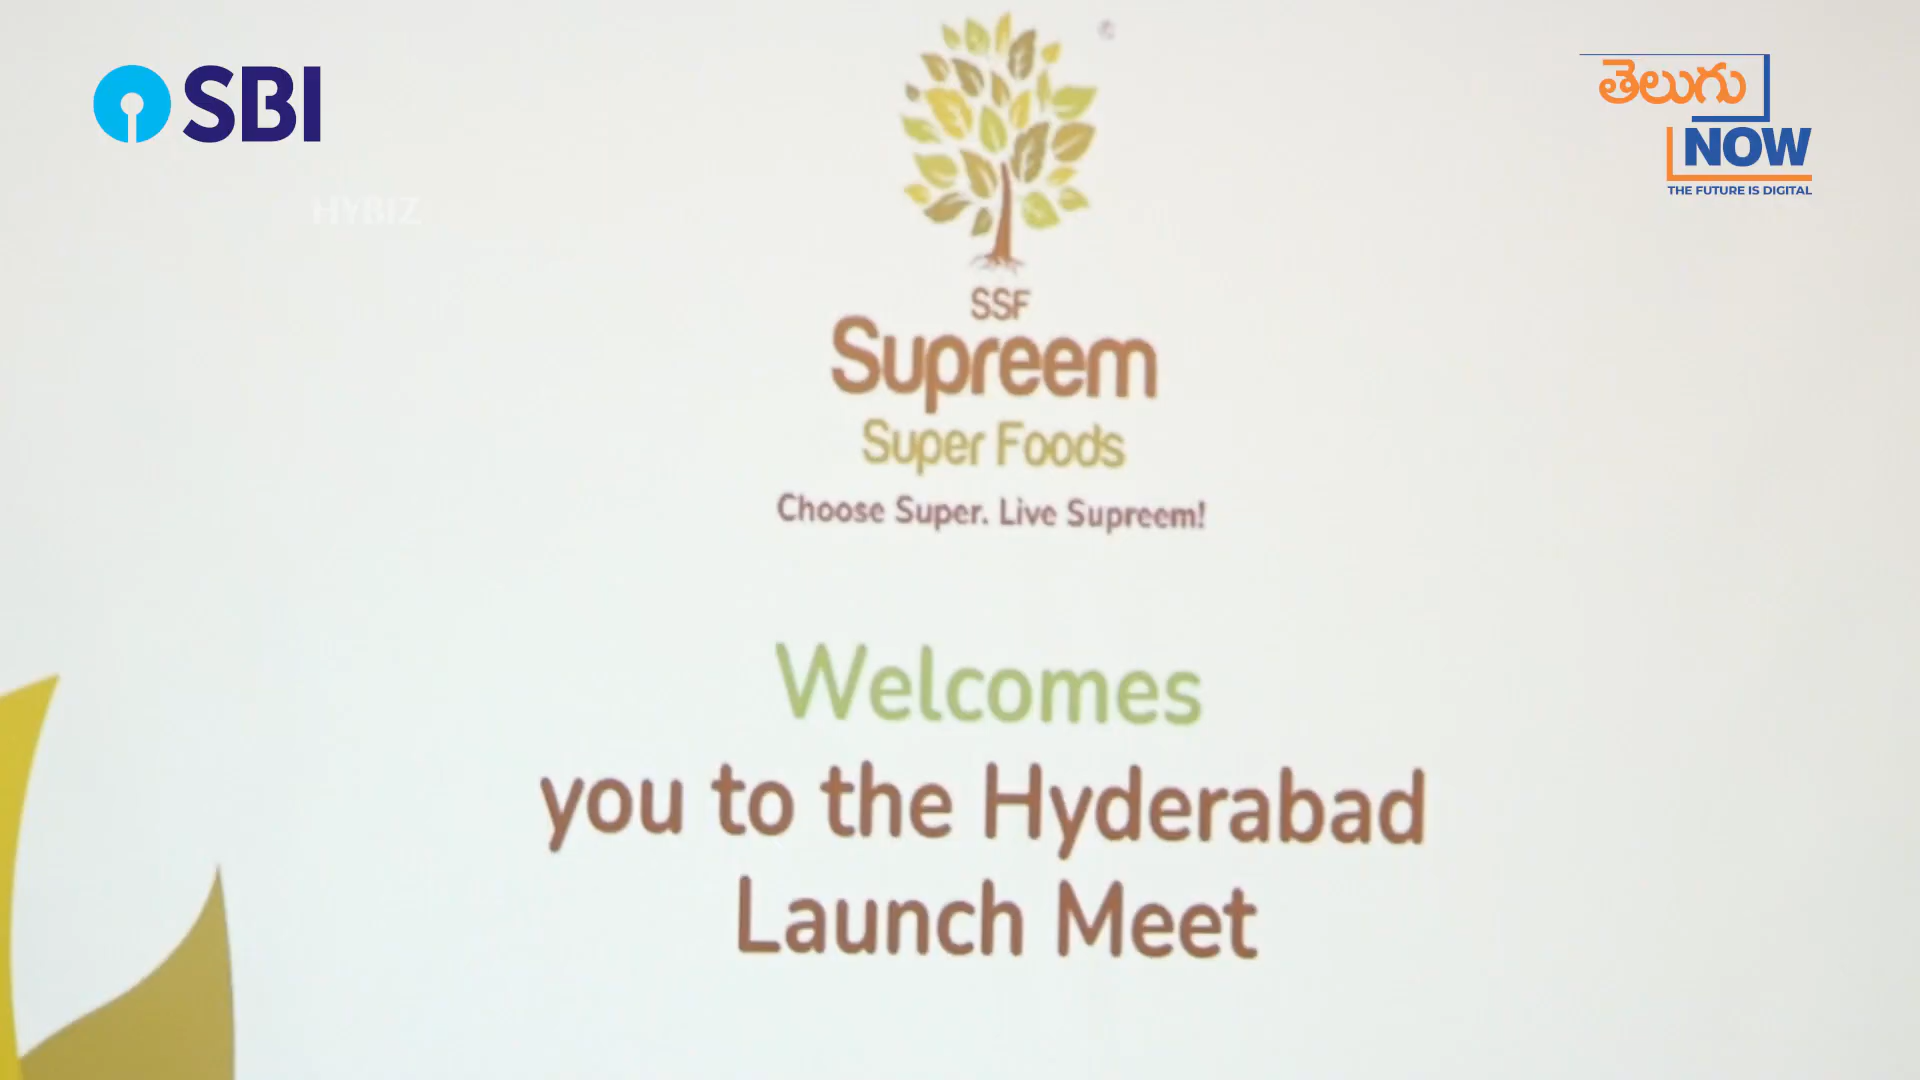 SBI
తెలుగు
NOW
THE FUTURE IS DIGITAL
HYBIZ
SSF
Supreem
Super Foods
Choose Super. Live Supreem!
Welcomes
you to the Hyderabad
Launch Meet